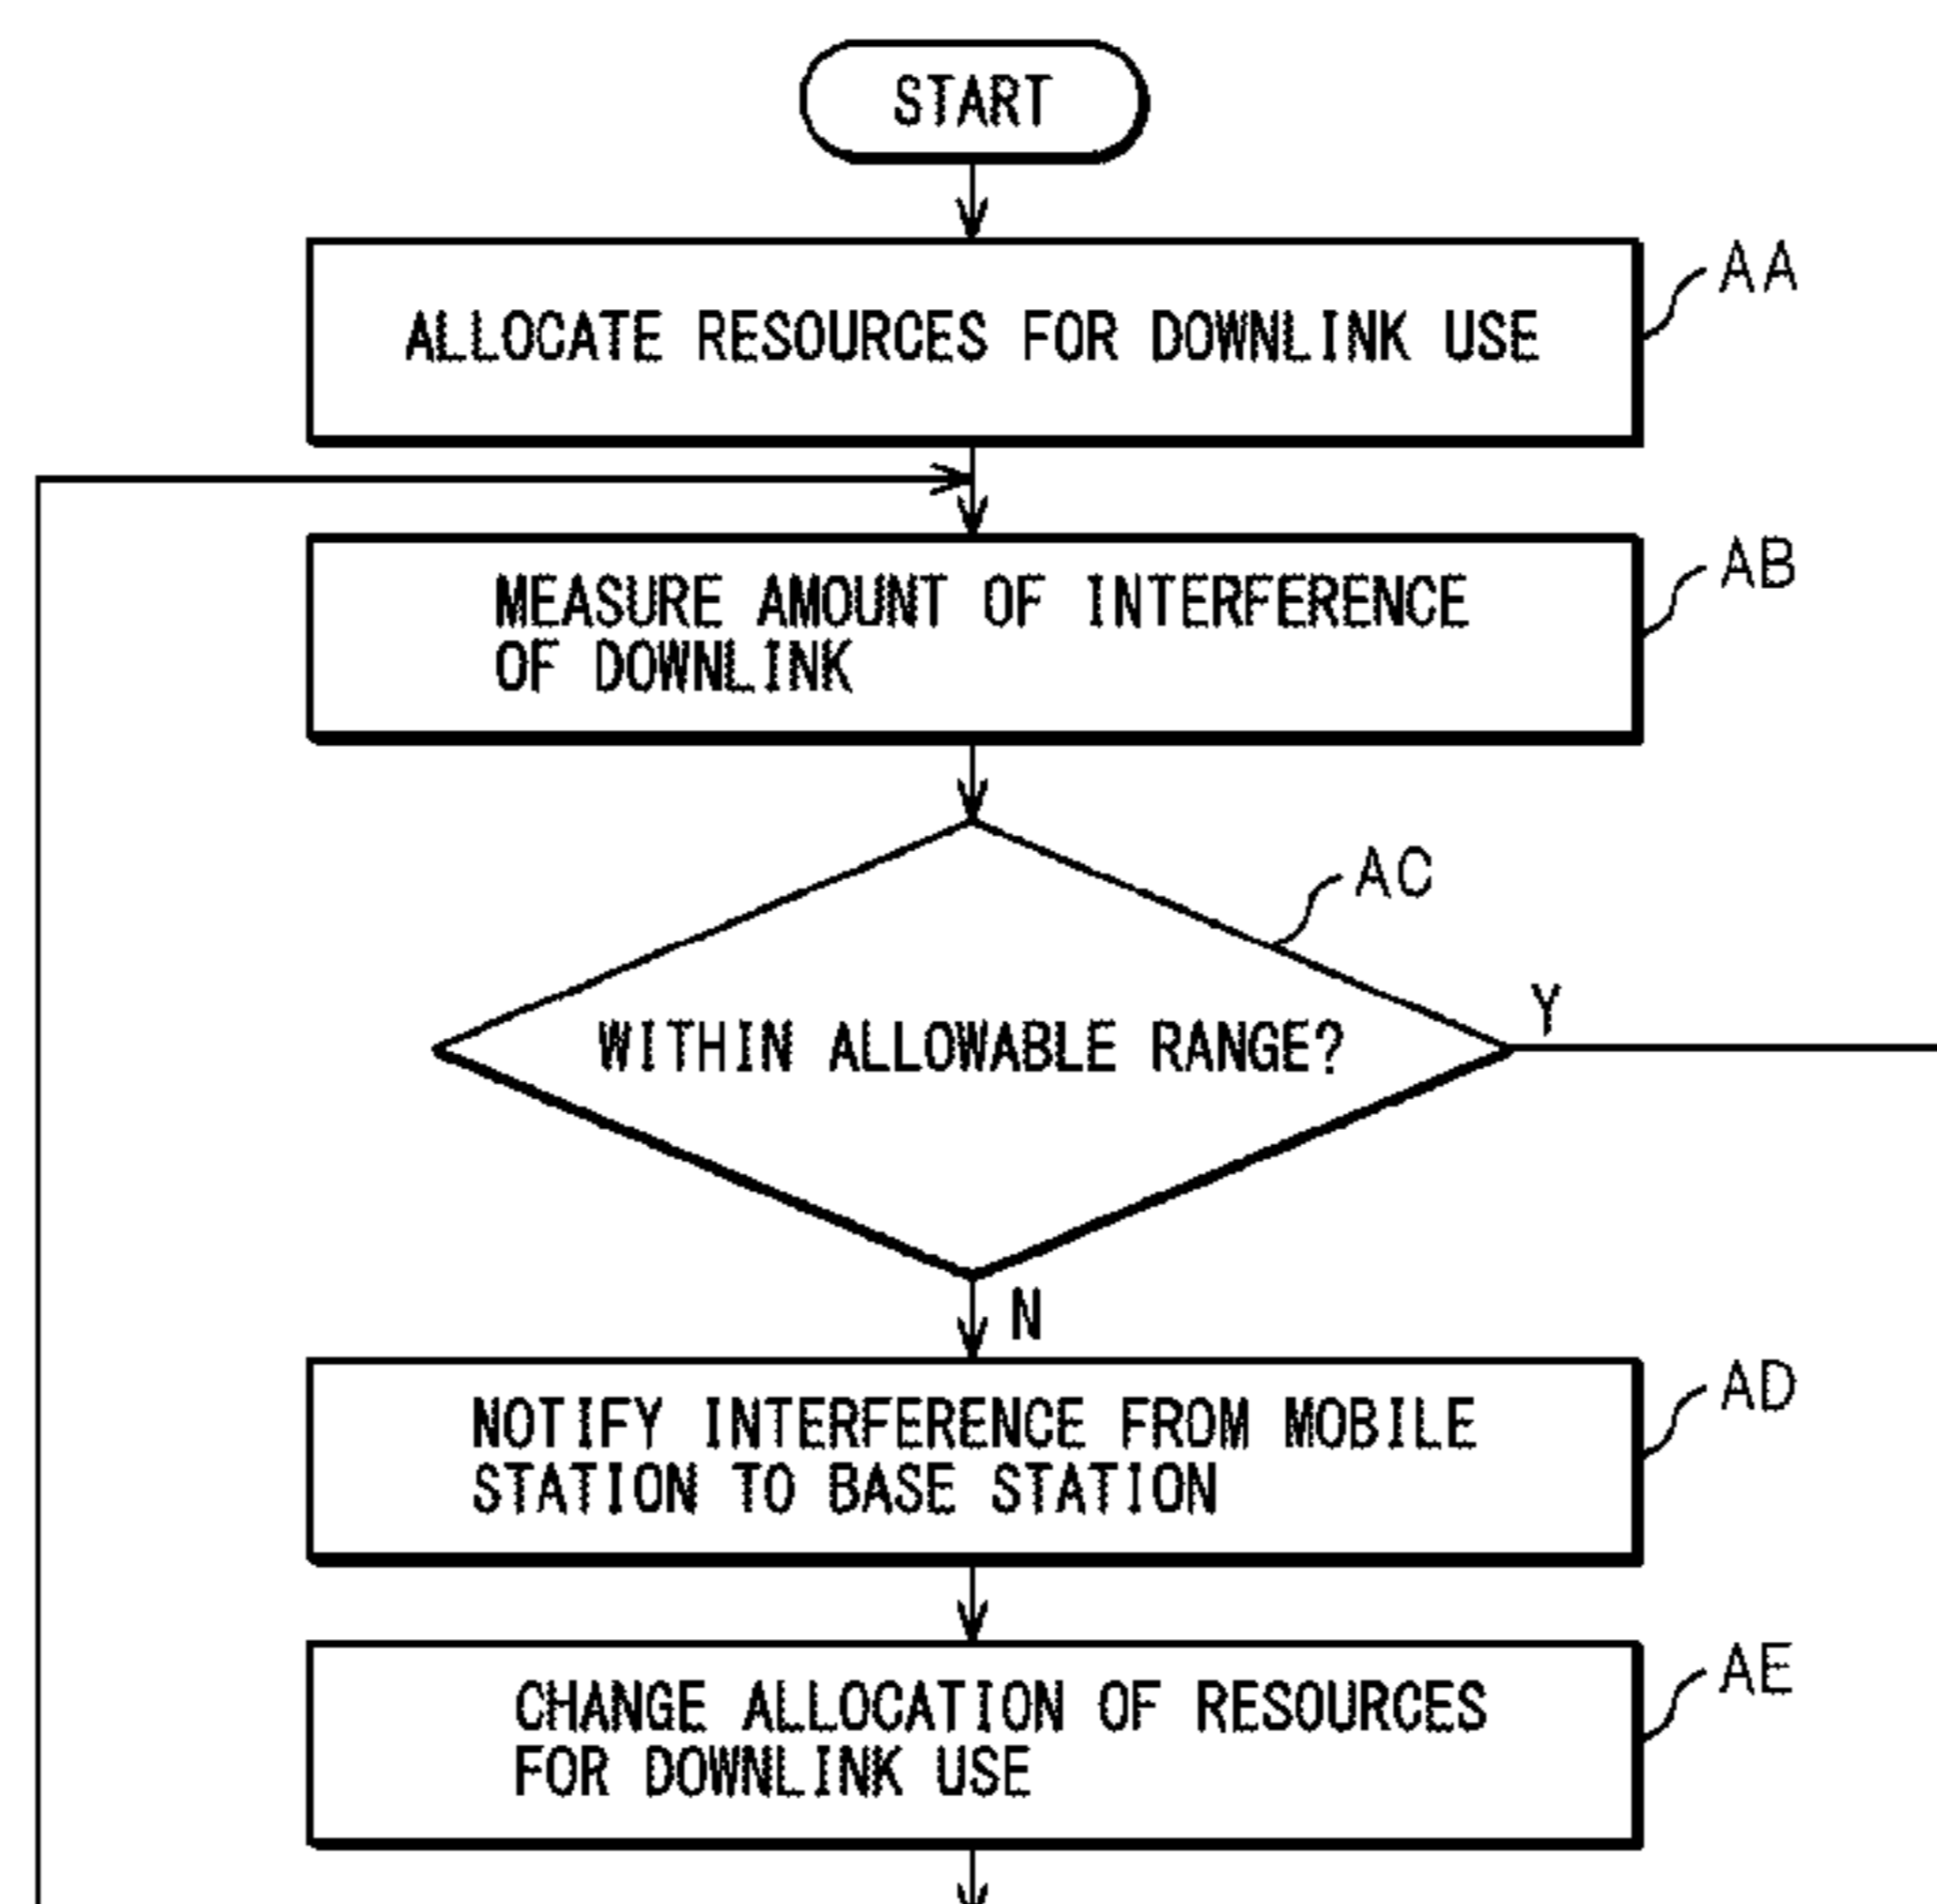 START
ALLOCATE RESOURCES FOR DOWNLINK USE
AA
MEASURE AMOUNT OF INTERFERENCE
OF DOWNLINK
AB
AC
WITHIN ALLOWABLE RANGE?
Y
N
NOTIFY INTERFERENCE FROM MOBILE
STATION TO BASE STATION
AD
CHANGE ALLOCATION OF RESOURCES
FOR DOWNLINK USE
AE